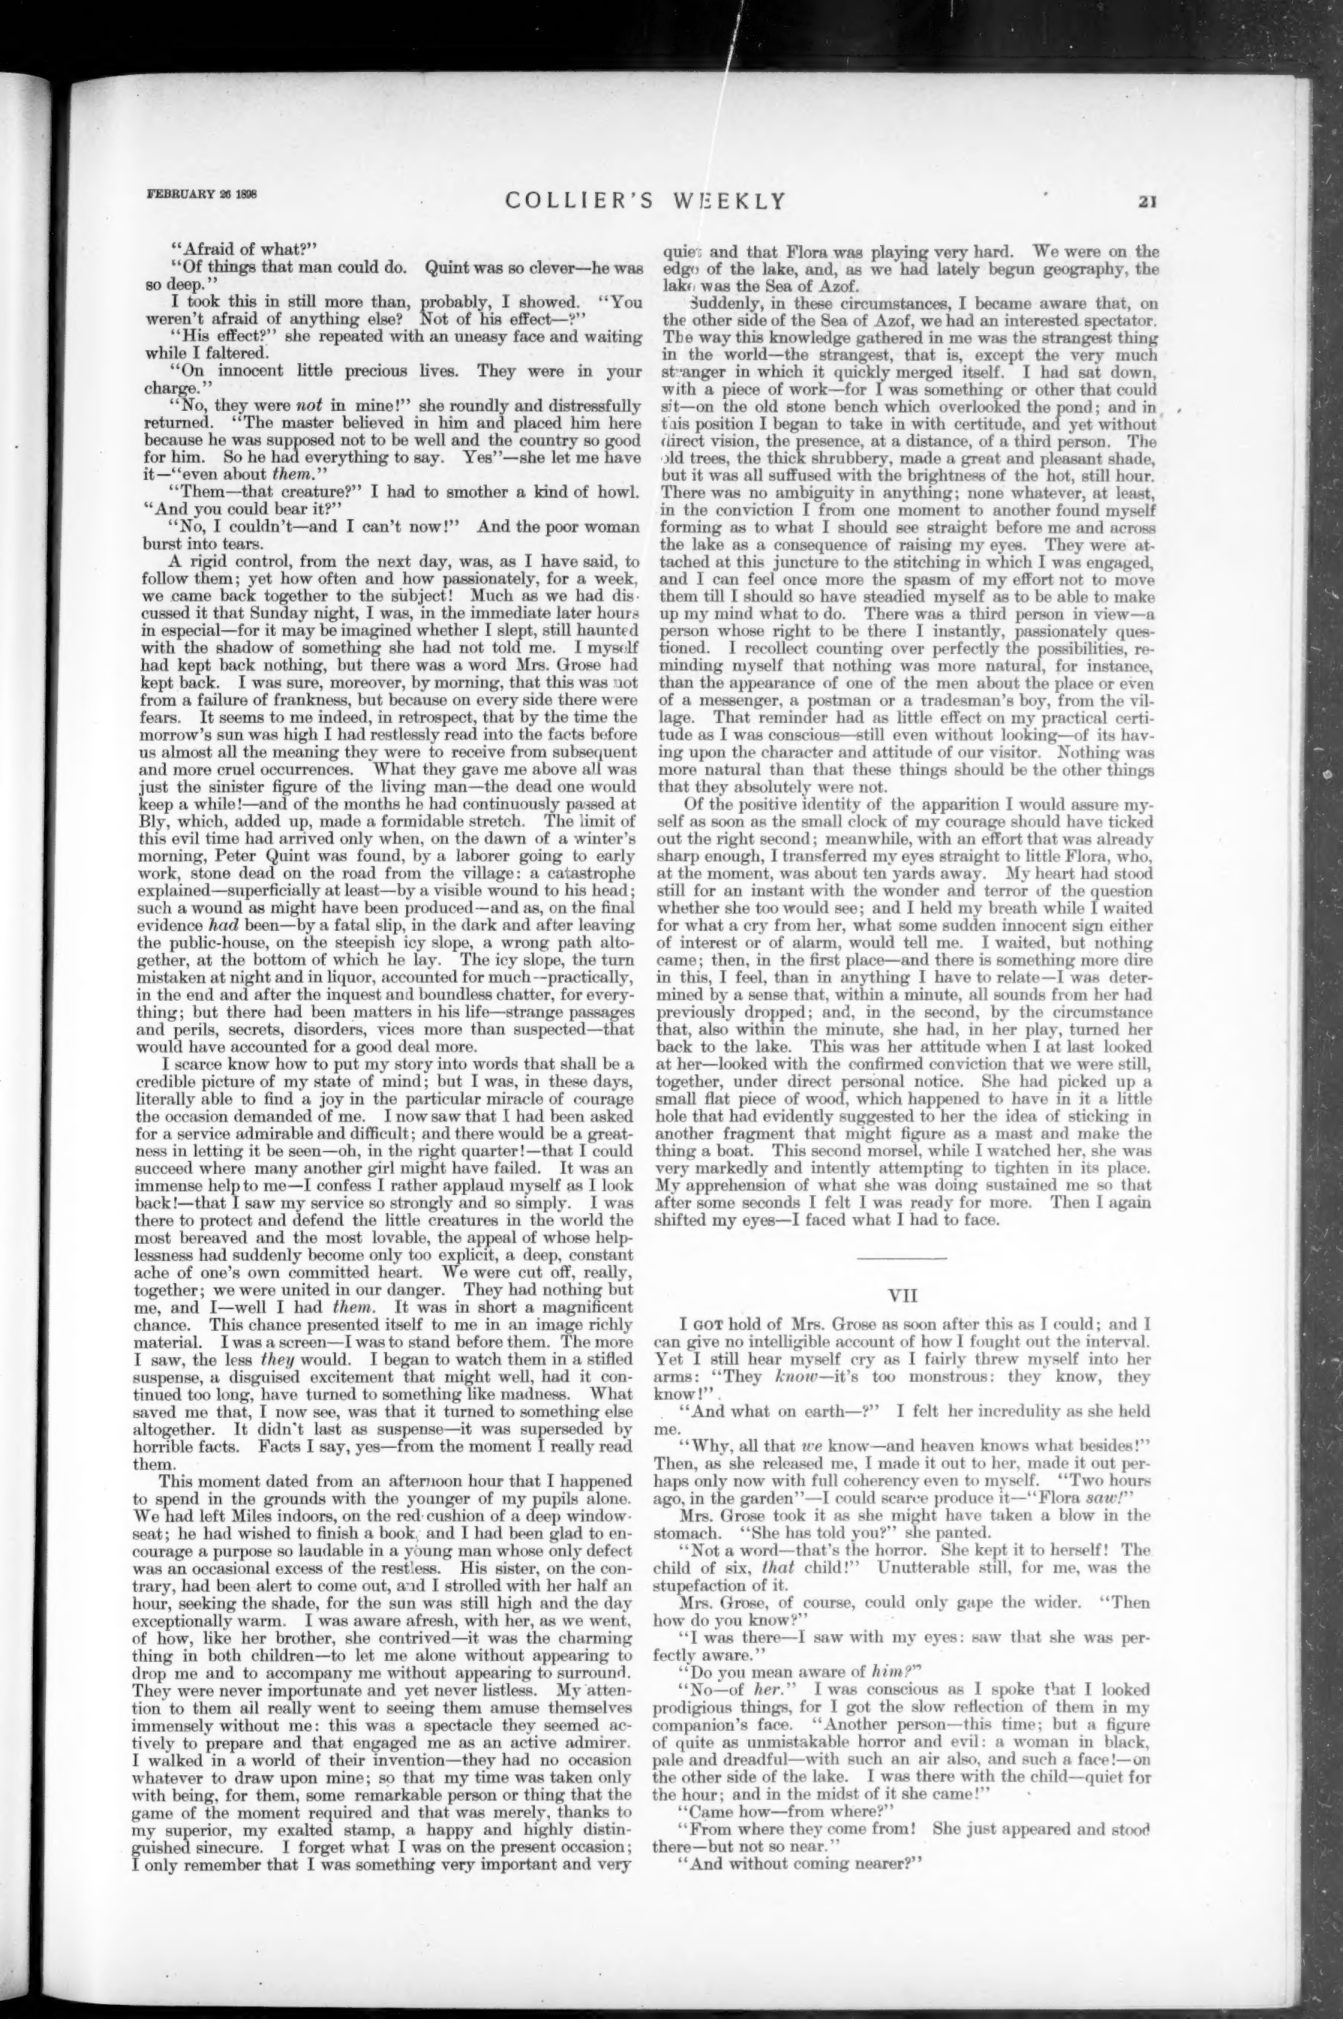 FEBRUARY 26 1898
COLLIER'S WEEKLY
21
“Afraid of what?”
“Of things that man could do. Quint was so clever—he was
so deep.”
I took this in still more than, probably, I showed. “You
weren't afraid of anything else? Not of his effect—?”
“His effect?” she repeated with an uneasy face and waiting
while I faltered.
“On innocent little precious lives. They were in your
charge.”
“No, they were not in mine!” she roundly and distressfully
returned. “The master believed in him and placed him here
because he was supposed not to be well and the country so good
for him. So he had everything to say. Yes”—she let me have
it—“even about them.”
“Them—that creature?” I had to smother a kind of howl.
“And you could bear it?”
“No, I couldn't—and I can't now!” And the poor woman
burst into tears.
A rigid control, from the next day, was, as I have said, to
follow them; yet how often and how passionately, for a week,
we came back together to the subject! Much as we had dis-
cussed it that Sunday night, I was, in the immediate later hours
in especial—for it may be imagined whether I slept, still haunted
with the shadow of something she had not told me. I myself
had kept back nothing, but there was a word Mrs. Grose had
kept back. I was sure, moreover, by morning, that this was not
from a failure of frankness, but because on every side there were
fears. It seems to me indeed, in retrospect, that by the time the
morrow's sun was high I had restlessly read into the facts before
us almost all the meaning they were to receive from subsequent
and more cruel occurrences. What they gave me above all was
just the sinister figure of the living man—the dead one would
keep a while!—and of the months he had continuously passed at
Bly, which, added up, made a formidable stretch. The limit of
this evil time had arrived only when, on the dawn of a winter's
morning, Peter Quint was found, by a laborer going to early
work, stone dead on the road from the village: a catastrophe
explained—superficially at least—by a visible wound to his head;
such a wound as might have been produced—and as, on the final
evidence had been—by a fatal slip, in the dark and after leaving
the public-house, on the steepish icy slope, a wrong path alto-
gether, at the bottom of which he lay. The icy slope, the turn
mistaken at night and in liquor, accounted for much—practically,
in the end and after the inquest and boundless chatter, for every-
thing; but there had been matters in his life—strange passages
and perils, secrets, disorders, vices more than suspected—that
would have accounted for a good deal more.
I scarce know how to put my story into words that shall be a
credible picture of my state of mind; but I was, in these days,
literally able to find a joy in the particular miracle of courage
the occasion demanded of me. I now saw that I had been asked
for a service admirable and difficult; and there would be a great-
ness in letting it be seen—oh, in the right quarter!—that I could
succeed where many another girl might have failed. It was an
immense help to me—I confess I rather applaud myself as I look
back!—that I saw my service so strongly and so simply. I was
there to protect and defend the little creatures in the world the
most bereaved and the most lovable, the appeal of whose help-
lessness had suddenly become only too explicit, a deep, constant
ache of one's own committed heart. We were cut off, really,
together; we were united in our danger. They had nothing but
me, and I—well I had them. It was in short a magnificent
chance. This chance presented itself to me in an image richly
material. I was a screen—I was to stand before them. The more
I saw, the less they would. I began to watch them in a stifled
suspense, a disguised excitement that might well, had it con-
tinued too long, have turned to something like madness. What
saved me that, I now see, was that it turned to something else
altogether. It didn't last as suspense—it was superseded by
horrible facts. Facts I say, yes—from the moment I really read
them.
This moment dated from an afternoon hour that I happened
to spend in the grounds with the younger of my pupils alone.
We had left Miles indoors, on the red cushion of a deep window-
seat; he had wished to finish a book, and I had been glad to en-
courage a purpose so laudable in a young man whose only defect
was an occasional excess of the restless. His sister, on the con-
trary, had been alert to come out, and I strolled with her half an
hour, seeking the shade, for the sun was still high and the day
exceptionally warm. I was aware afresh, with her, as we went,
of how, like her brother, she contrived—it was the charming
thing in both children—to let me alone without appearing to
drop me and to accompany me without appearing to surround.
They were never importunate and yet never listless. My atten-
tion to them all really went to seeing them amuse themselves
immensely without me: this was a spectacle they seemed ac-
tively to prepare and that engaged me as an active admirer.
I walked in a world of their invention—they had no occasion
whatever to draw upon mine; so that my time was taken only
with being, for them, some remarkable person or thing that the
game of the moment required and that was merely, thanks to
my superior, my exalted stamp, a happy and highly distin-
guished sinecure. I forget what I was on the present occasion;
I only remember that I was something very important and very
quiet and that Flora was playing very hard. We were on the
edge of the lake, and, as we had lately begun geography, the
lake was the Sea of Azof.
Suddenly, in these circumstances, I became aware that, on
the other side of the Sea of Azof, we had an interested spectator.
The way this knowledge gathered in me was the strangest thing
in the world—the strangest, that is, except the very much
stranger in which it quickly merged itself. I had sat down,
with a piece of work—for I was something or other that could
sit—on the old stone bench which overlooked the pond; and in
this position I began to take in with certitude, and yet without
direct vision, the presence, at a distance, of a third person. The
old trees, the thick shrubbery, made a great and pleasant shade,
but it was all suffused with the brightness of the hot, still hour.
There was no ambiguity in anything; none whatever, at least,
in the conviction I from one moment to another found myself
forming as to what I should see straight before me and across
the lake as a consequence of raising my eyes. They were at-
tached at this juncture to the stitching in which I was engaged,
and I can feel once more the spasm of my effort not to move
them till I should so have steadied myself as to be able to make
up my mind what to do. There was a third person in view—a
person whose right to be there I instantly, passionately ques-
tioned. I recollect counting over perfectly the possibilities, re-
minding myself that nothing was more natural, for instance,
than the appearance of one of the men about the place or even
of a messenger, a postman or a tradesman's boy, from the vil-
lage. That reminder had as little effect on my practical certi-
tude as I was conscious—still even without looking—of its hav-
ing upon the character and attitude of our visitor. Nothing was
more natural than that these things should be the other things
that they absolutely were not.
Of the positive identity of the apparition I would assure my-
self as soon as the small clock of my courage should have ticked
out the right second; meanwhile, with an effort that was already
sharp enough, I transferred my eyes straight to little Flora, who,
at the moment, was about ten yards away. My heart had stood
still for an instant with the wonder and terror of the question
whether she too would see; and I held my breath while I waited
for what a cry from her, what some sudden innocent sign either
of interest or of alarm, would tell me. I waited, but nothing
came; then, in the first place—and there is something more dire
in this, I feel, than in anything I have to relate—I was deter-
mined by a sense that, within a minute, all sounds from her had
previously dropped; and, in the second, by the circumstance
that, also within the minute, she had, in her play, turned her
back to the lake. This was her attitude when I at last looked
at her—looked with the confirmed conviction that we were still,
together, under direct personal notice. She had picked up a
small flat piece of wood, which happened to have in it a little
hole that had evidently suggested to her the idea of sticking in
another fragment that might figure as a mast and make the
thing a boat. This second morsel, while I watched her, she was
very markedly and intently attempting to tighten in its place.
My apprehension of what she was doing sustained me so that
after some seconds I felt I was ready for more. Then I again
shifted my eyes—I faced what I had to face.
VII
I GOT hold of Mrs. Grose as soon after this as I could; and I
can give no intelligible account of how I fought out the interval.
Yet I still hear myself cry as I fairly threw myself into her
arms: “They know—it's too monstrous: they know, they
know!”
“And what on earth—?” I felt her incredulity as she held
me.
“Why, all that we know—and heaven knows what besides!”
Then, as she released me, I made it out to her, made it out per-
haps only now with full coherency even to myself. “Two hours
ago, in the garden”—I could scarce produce it—“Flora saw!”
Mrs. Grose took it as she might have taken a blow in the
stomach. “She has told you?” she panted.
“Not a word—that's the horror. She kept it to herself! The
child of six, that child!” Unutterable still, for me, was the
stupefaction of it.
Mrs. Grose, of course, could only gape the wider. “Then
how do you know?”
“I was there—I saw with my eyes: saw that she was per-
fectly aware.”
“Do you mean aware of him?”
“No—of her.” I was conscious as I spoke that I looked
prodigious things, for I got the slow reflection of them in my
companion's face. “Another person—this time; but a figure
of quite as unmistakable horror and evil: a woman in black,
pale and dreadful—with such an air also, and such a face!—on
the other side of the lake. I was there with the child—quiet for
the hour; and in the midst of it she came!”
“Came how—from where?”
“From where they come from! She just appeared and stood
there—but not so near.”
“And without coming nearer?”